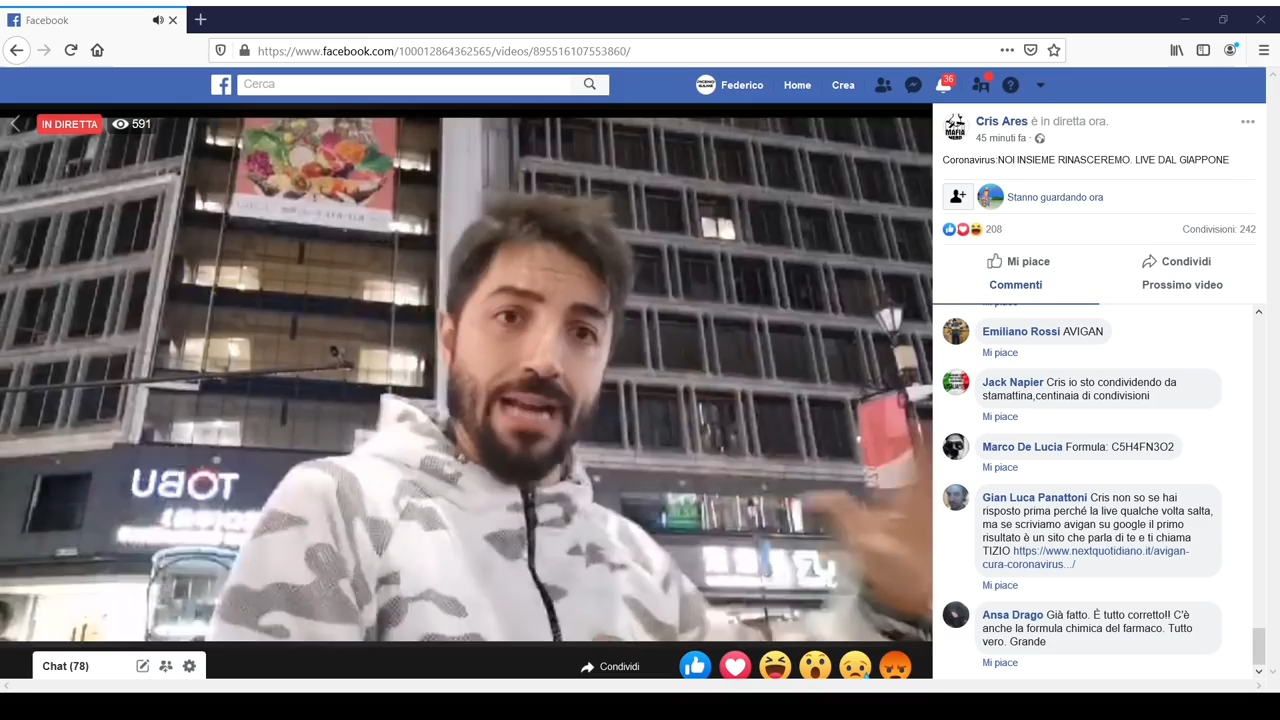 Facebook
https://www.facebook.com/100012864362565/videos/895516107553860/
Cerca
Federico
Home
Crea
36
IN DIRETTA
591
UBOT
Cris Ares è in diretta ora.
45 minuti fa ·
Coronavirus:NOI INSIEME RINASCEREMO. LIVE DAL GIAPPONE
Stanno guardando ora
208
Condivisioni: 242
Mi piace
Condividi
Commenti
Prossimo video
Mi piace
Emiliano Rossi AVIGAN
Mi piace
Jack Napier Cris io sto condividendo da
stamattina,centinaia di condivisioni
Mi piace
Marco De Lucia Formula: C5H4FN3O2
Mi piace
Gian Luca Panattoni Cris non so se hai
risposto prima perché la live qualche volta salta,
ma se scriviamo avigan su google il primo
risultato è un sito che parla di te e ti chiama
TIZIO https://www.nextquotidiano.it/avigan-
cura-coronavirus.../
Mi piace
Ansa Drago Già fatto. È tutto corretto!! C'è
anche la formula chimica del farmaco. Tutto
vero. Grande
Mi piace
Chat (78)
Condividi